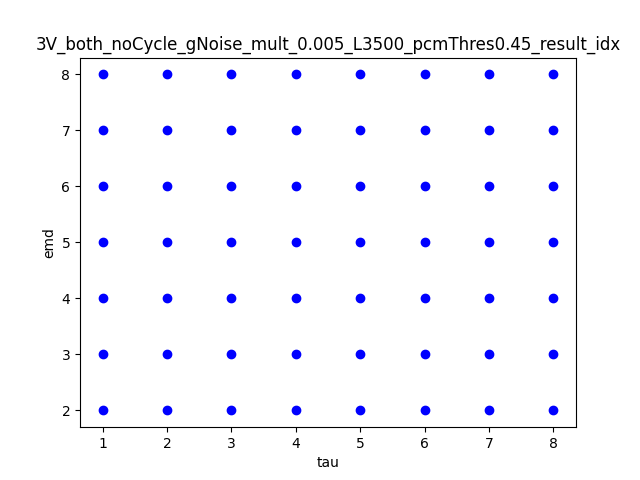 3V_both_noCycle_gNoise_mult_0.005_L3500_pcmThres0.45_result_idx
8
7
6
5
4
3
2
emd
1 2 3 4 5 6 7 8
tau